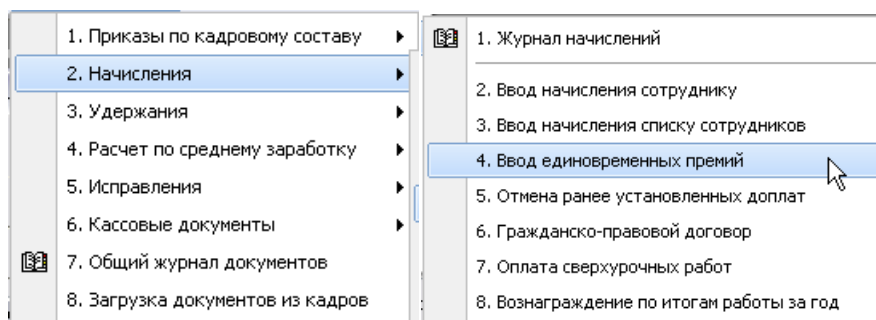 1. Приказы по кадровому составу
2. Начисления
3. Удержания
4. Расчет по среднему заработку
5. Исправления
6. Кассовые документы
7. Общий журнал документов
8. Загрузка документов из кадров
1. Журнал начислений
2. Ввод начисления сотруднику
3. Ввод начисления списку сотрудников
4. Ввод единовременных премий
5. Отмена ранее установленных доплат
6. Гражданско-правовой договор
7. Оплата сверхурочных работ
8. Вознаграждение по итогам работы за год